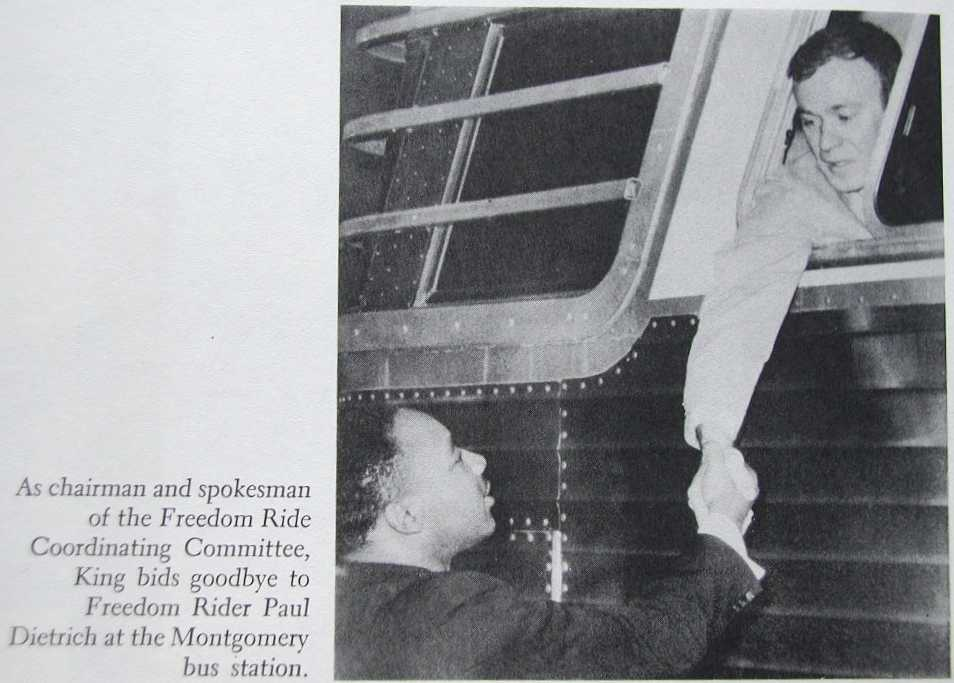 As chairman and spokesman
of the Freedom Ride
Coordinating Committee,
King bids goodbye to
Freedom Rider Paul
Dietrich at the Montgomery
bus station.